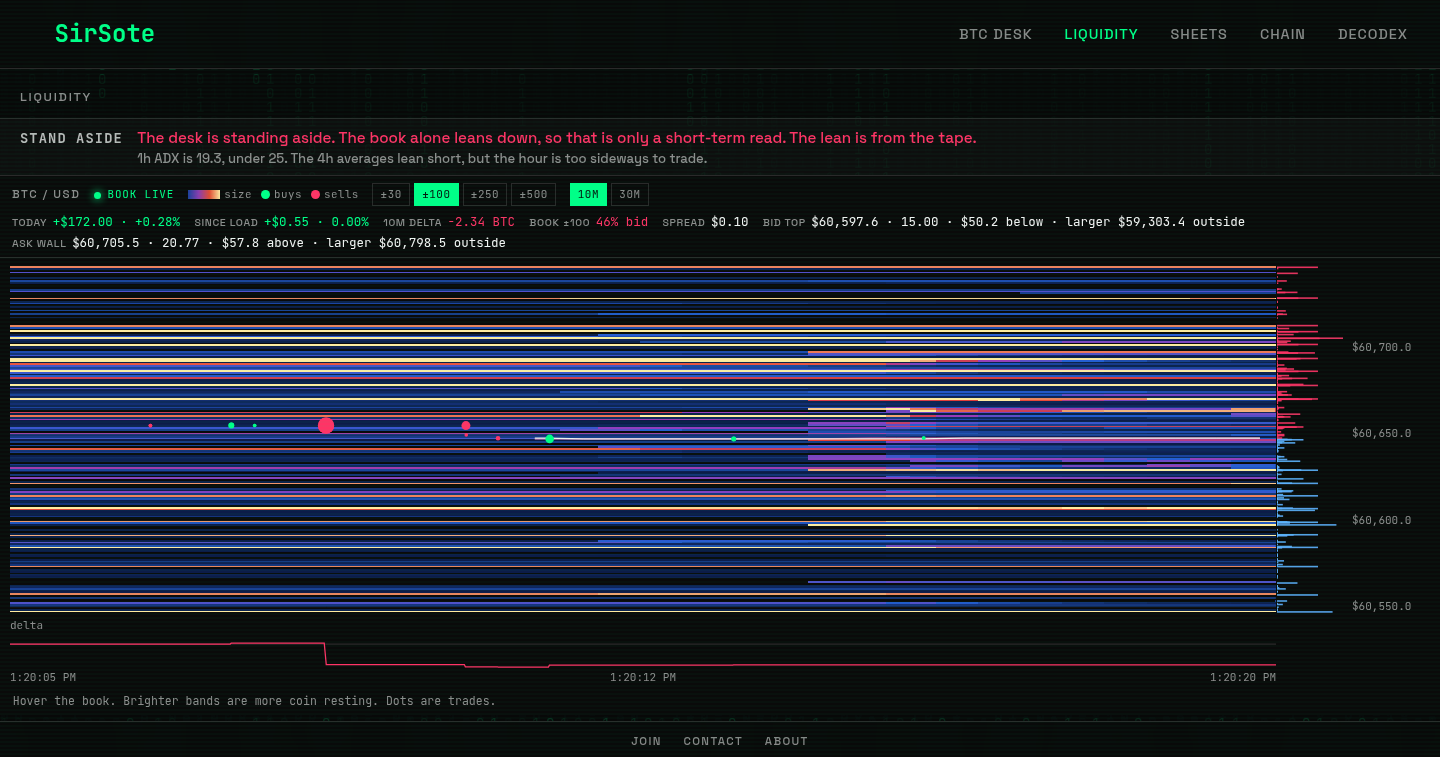 SirSote
BTC DESK LIQUIDITY SHEETS CHAIN DECODEX
LIQUIDITY
STAND ASIDE The desk is standing aside. The book alone leans down, so that is only a short-term read. The lean is from the tape.
1h ADX is 19.3, under 25. The 4h averages lean short, but the hour is too sideways to trade.
BTC / USD BOOK LIVE size buys sells ±30 ±100 ±250 ±500 10M 30M
TODAY +$172.00 · +0.28% SINCE LOAD +$0.55 · 0.00% 10M DELTA -2.34 BTC BOOK ±100 46% bid SPREAD $0.10 BID TOP $60,597.6 · 15.00 · $50.2 below · larger $59,303.4 outside
ASK WALL $60,705.5 · 20.77 · $57.8 above · larger $60,798.5 outside
$60,700.0
$60,650.0
$60,600.0
$60,550.0
delta
1:20:05 PM 1:20:12 PM 1:20:20 PM
Hover the book. Brighter bands are more coin resting. Dots are trades.
JOIN CONTACT ABOUT